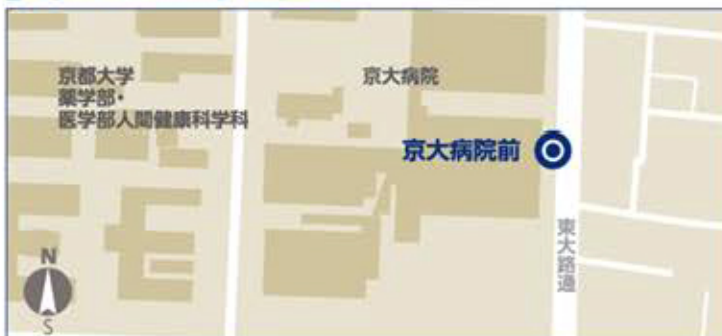 京都大学
薬学部・
医学部人間健康科学科
京大病院
京大病院前
東大路通
N
S